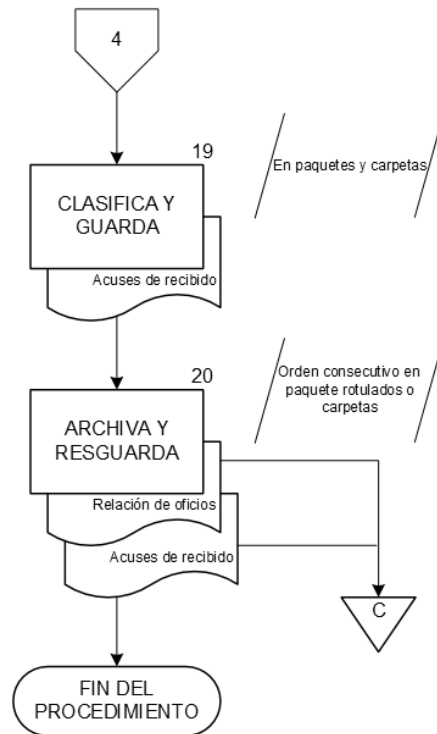 4
19
CLASIFICA Y
GUARDA
Acuses de recibido
En paquetes y carpetas
20
ARCHIVA Y
RESGUARDA
Relación de oficios
Acuses de recibido
Orden consecutivo en
paquete rotulados o
carpetas
C
FIN DEL
PROCEDIMIENTO